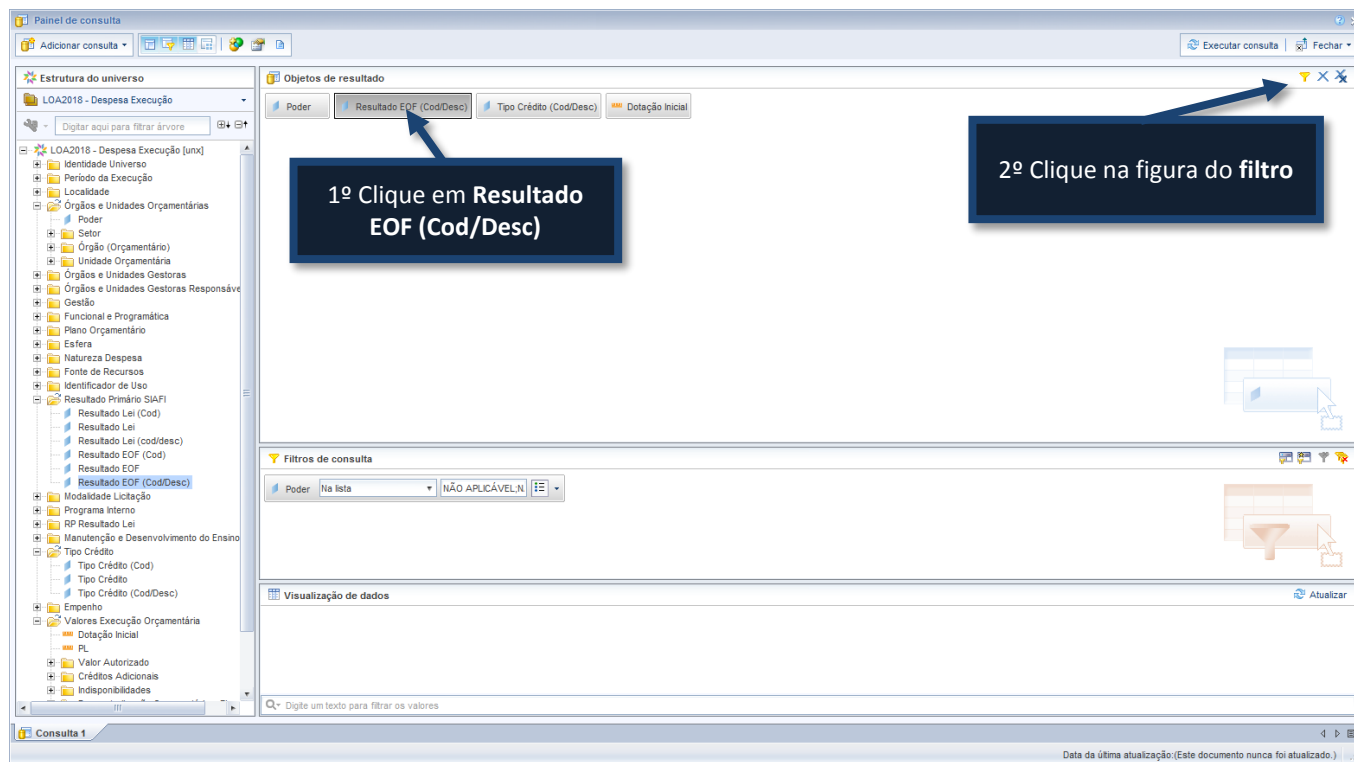 Painel de consulta
Adicionar consulta
Executar consulta
Fechar
Estrutura do universo
LOA2018 - Despesa Execução
Digitar aqui para filtrar árvore
LOA2018 - Despesa Execução [unx]
Identidade Universo
Período da Execução
Localidade
Órgãos e Unidades Orçamentárias
Poder
Setor
Órgão (Orçamentário)
Unidade Orçamentária
Órgãos e Unidades Gestoras
Órgãos e Unidades Gestoras Responsáve
Gestão
Funcional e Programática
Plano Orçamentário
Esfera
Natureza Despesa
Fonte de Recursos
Identificador de Uso
Resultado Primário SIAFI
Resultado Lei (Cod)
Resultado Lei
Resultado Lei (cod/desc)
Resultado EOF (Cod)
Resultado EOF
Resultado EOF (Cod/Desc)
Modalidade Licitação
Programa Interno
RP Resultado Lei
Manutenção e Desenvolvimento do Ensino
Tipo Crédito
Tipo Crédito (Cod)
Tipo Crédito
Tipo Crédito (Cod/Desc)
Empenho
Valores Execução Orçamentária
Dotação Inicial
PL
Valor Autorizado
Créditos Adicionais
Indisponibilidades
Objetos de resultado
Poder
Resultado EOF (Cod/Desc)
Tipo Crédito (Cod/Desc)
Dotação Inicial
1º Clique em Resultado
EOF (Cod/Desc)
2º Clique na figura do filtro
Filtros de consulta
Poder Na lista NÃO APLICÁVEL;N
Visualização de dados
Atualizar
Digite um texto para filtrar os valores
Consulta 1
Data da última atualização:(Este documento nunca foi atualizado.)